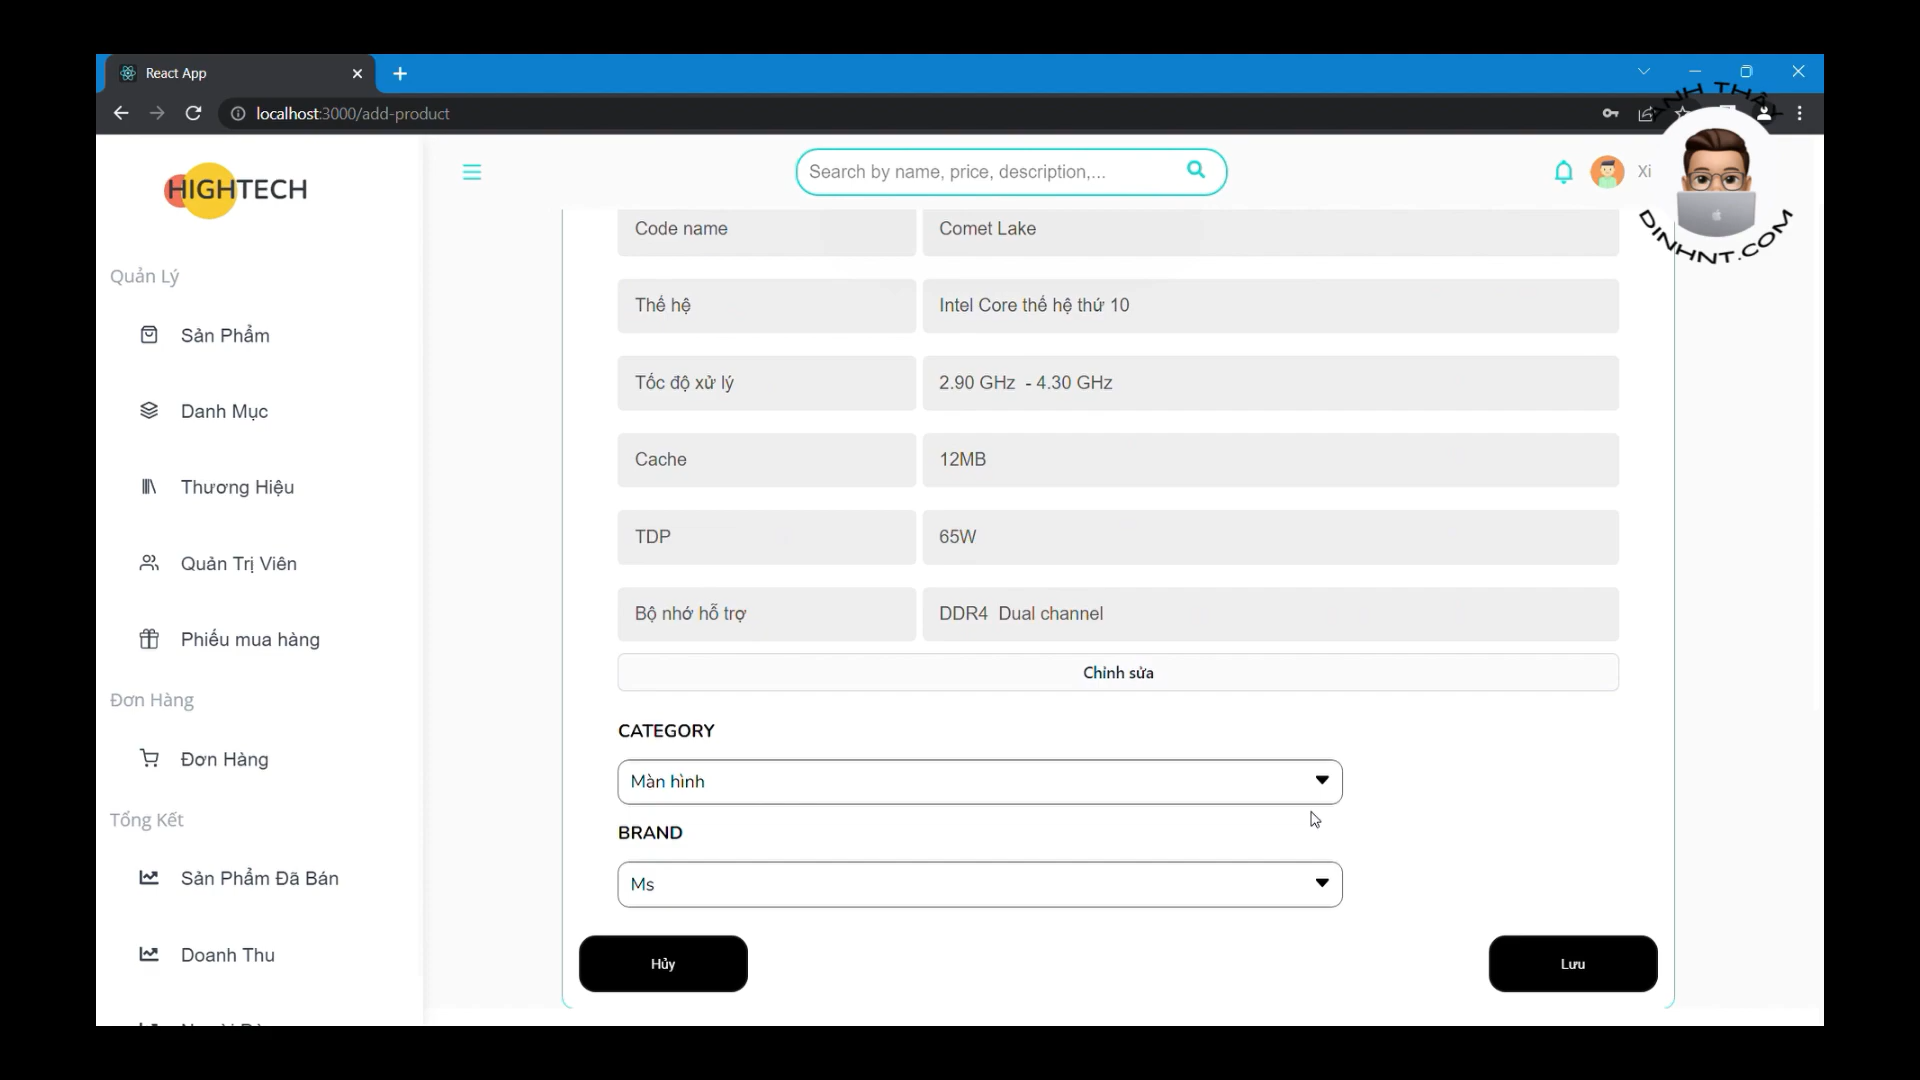 React App
localhost:3000/add-product
ANH THẦY
DINHNT.COM
HIGHTECH
Search by name, price, description,...
Xi
Quản Lý
Sản Phẩm
Danh Mục
Thương Hiệu
Quản Trị Viên
Phiếu mua hàng
Đơn Hàng
Đơn Hàng
Tổng Kết
Sản Phẩm Đã Bán
Doanh Thu
Code name Comet Lake
Thế hệ Intel Core thế hệ thứ 10
Tốc độ xử lý 2.90 GHz - 4.30 GHz
Cache 12MB
TDP 65W
Bộ nhớ hỗ trợ DDR4 Dual channel
Chỉnh sửa
CATEGORY
Màn hình
BRAND
Ms
Hủy
Lưu